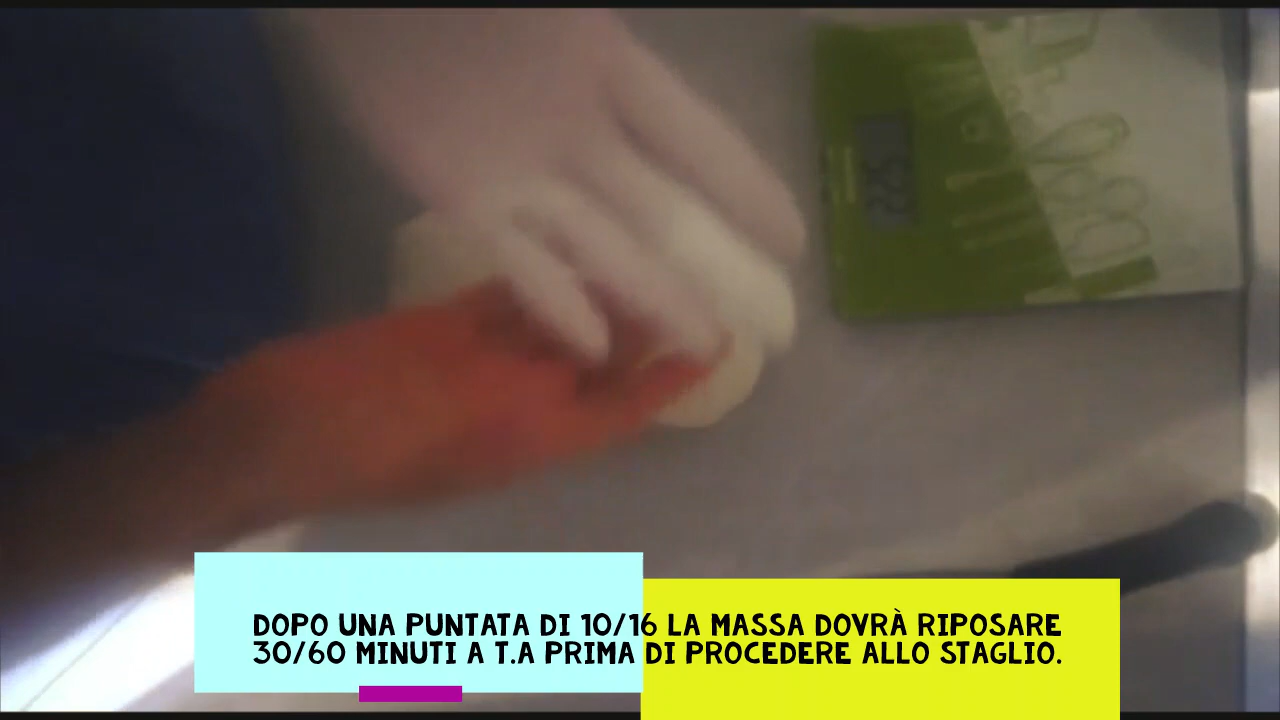 DOPO UNA PUNTATA DI 10/16 LA MASSA DOVRÀ RIPOSARE
30/60 MINUTI A T.A PRIMA DI PROCEDERE ALLO STAGLIO.